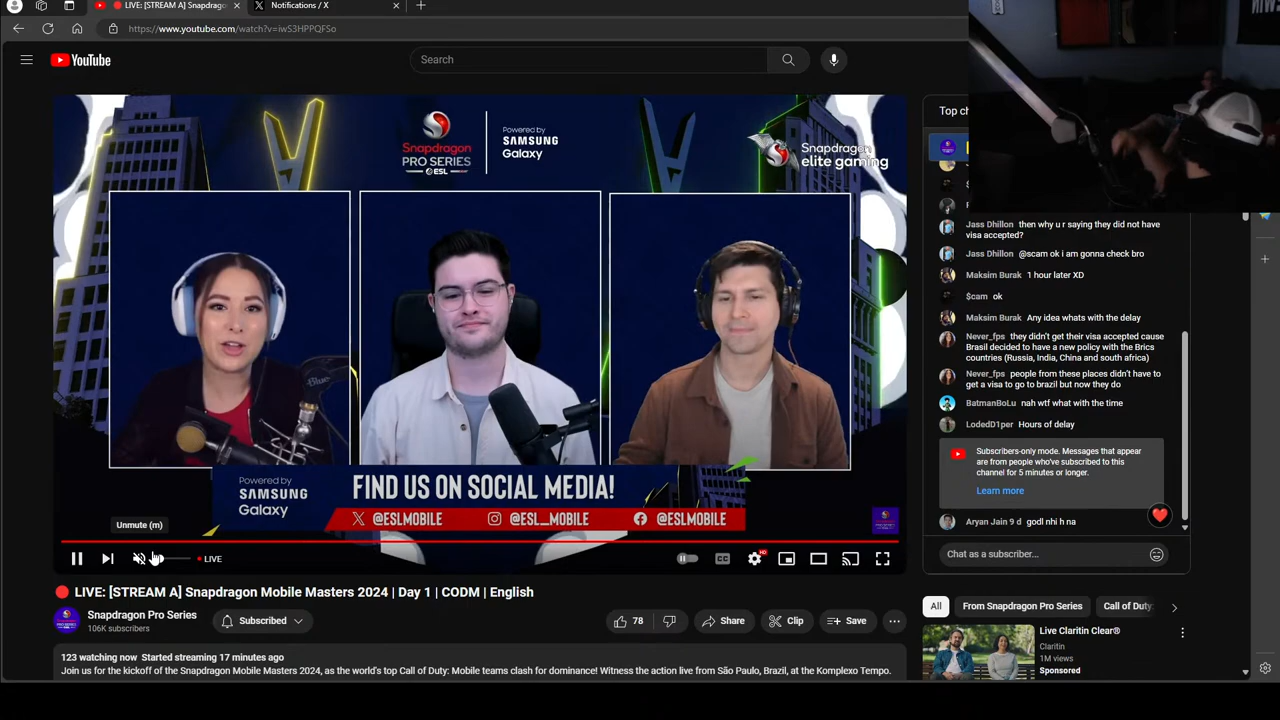 LIVE: [STREAM A] Snapdrago
Notifications / X
https://www.youtube.com/watch?v=iwS3HPPQFSo
YouTube
Search
Snapdragon
PRO SERIES
ESL
Powered by
SAMSUNG
Galaxy
Snapdragon
elite gaming
Powered by
SAMSUNG
Galaxy
FIND US ON SOCIAL MEDIA!
@ESLMOBILE
@ESL_MOBILE
@ESLMOBILE
Unmute (m)
LIVE
HD
LIVE: [STREAM A] Snapdragon Mobile Masters 2024 | Day 1 | CODM | English
Snapdragon Pro Series
106K subscribers
Subscribed
78
Share
Clip
Save
123 watching now Started streaming 17 minutes ago
Join us for the kickoff of the Snapdragon Mobile Masters 2024, as the world's top Call of Duty: Mobile teams clash for dominance! Witness the action live from São Paulo, Brazil, at the Komplexo Tempo.
Top ch
Jass Dhillon then why u r saying they did not have
visa accepted?
Jass Dhillon @scam ok i am gonna check bro
Maksim Burak 1 hour later XD
$cam ok
Maksim Burak Any idea whats with the delay
Never_fps they didn't get their visa accepted cause
Brasil decided to have a new policy with the Brics
countries (Russia, India, China and south africa)
Never_fps people from these places didn't have to
get a visa to go to brazil but now they do
BatmanBoLu nah wtf what with the time
LodedD1per Hours of delay
Subscribers-only mode. Messages that appear
are from people who've subscribed to this
channel for 5 minutes or longer.
Learn more
Aryan Jain 9 d godl nhi h na
Chat as a subscriber...
All
From Snapdragon Pro Series
Call of Duty:
Live Claritin Clear®
Claritin
1M views
Sponsored